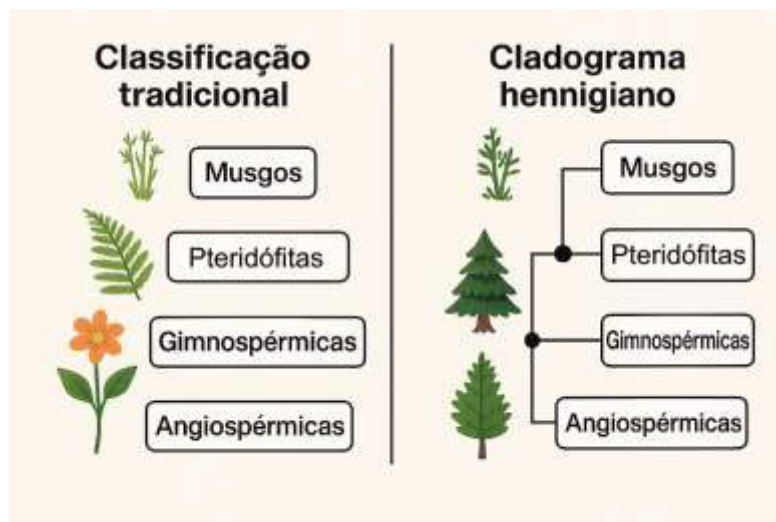 Classificação
tradicional
Musgos
Pteridófitas
Gimnospérmicas
Angiospérmicas
Cladograma
hennigiano
Musgos
Pteridófitas
Gimnospérmicas
Angiospérmicas